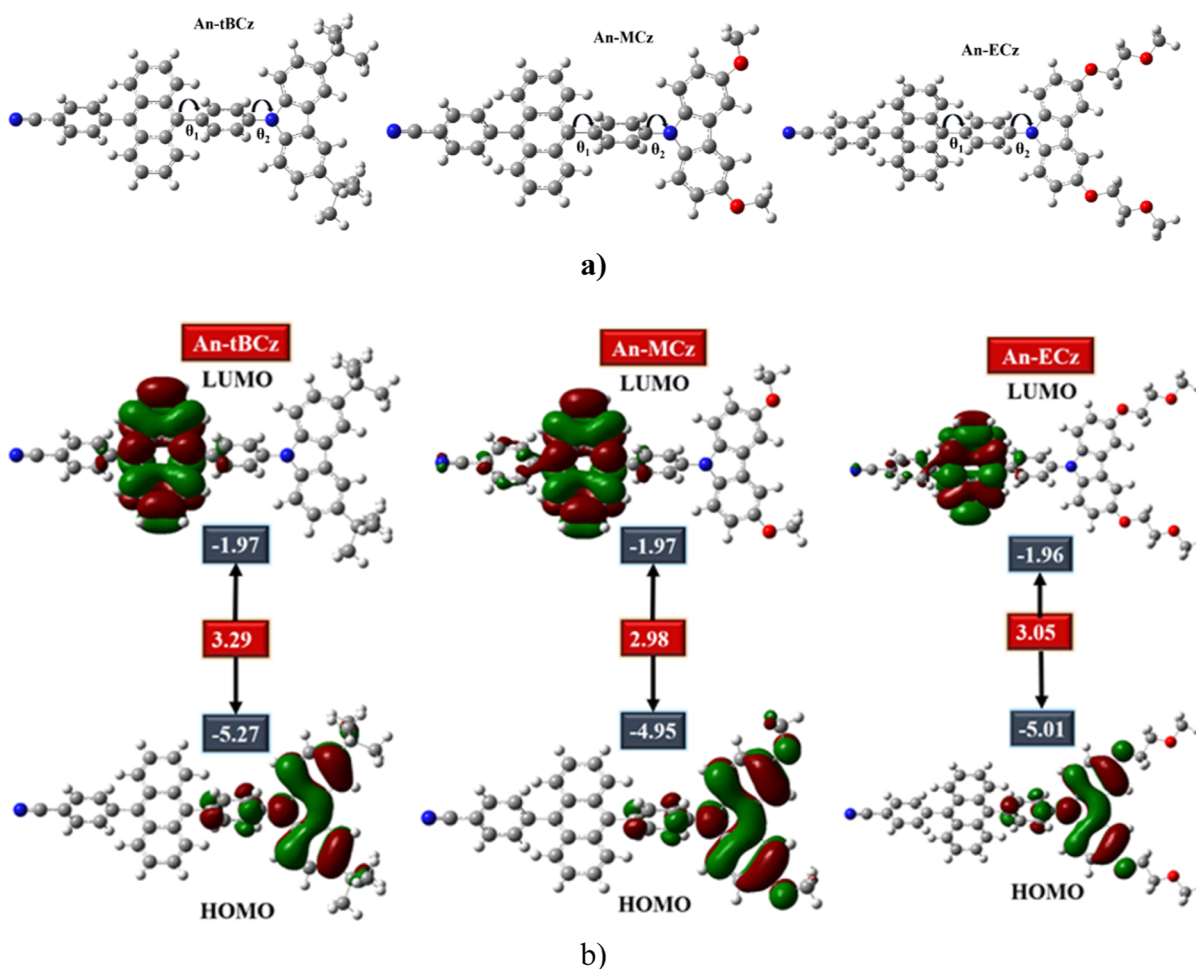 An-tBCz
An-MCz
An-ECz
θ1 θ2
θ1 θ2
θ1 θ2
a)
An-tBCz
LUMO
An-MCz
LUMO
An-ECz
LUMO
-1.97
-1.97
-1.96
3.29
2.98
3.05
-5.27
-4.95
-5.01
HOMO
HOMO
HOMO
b)